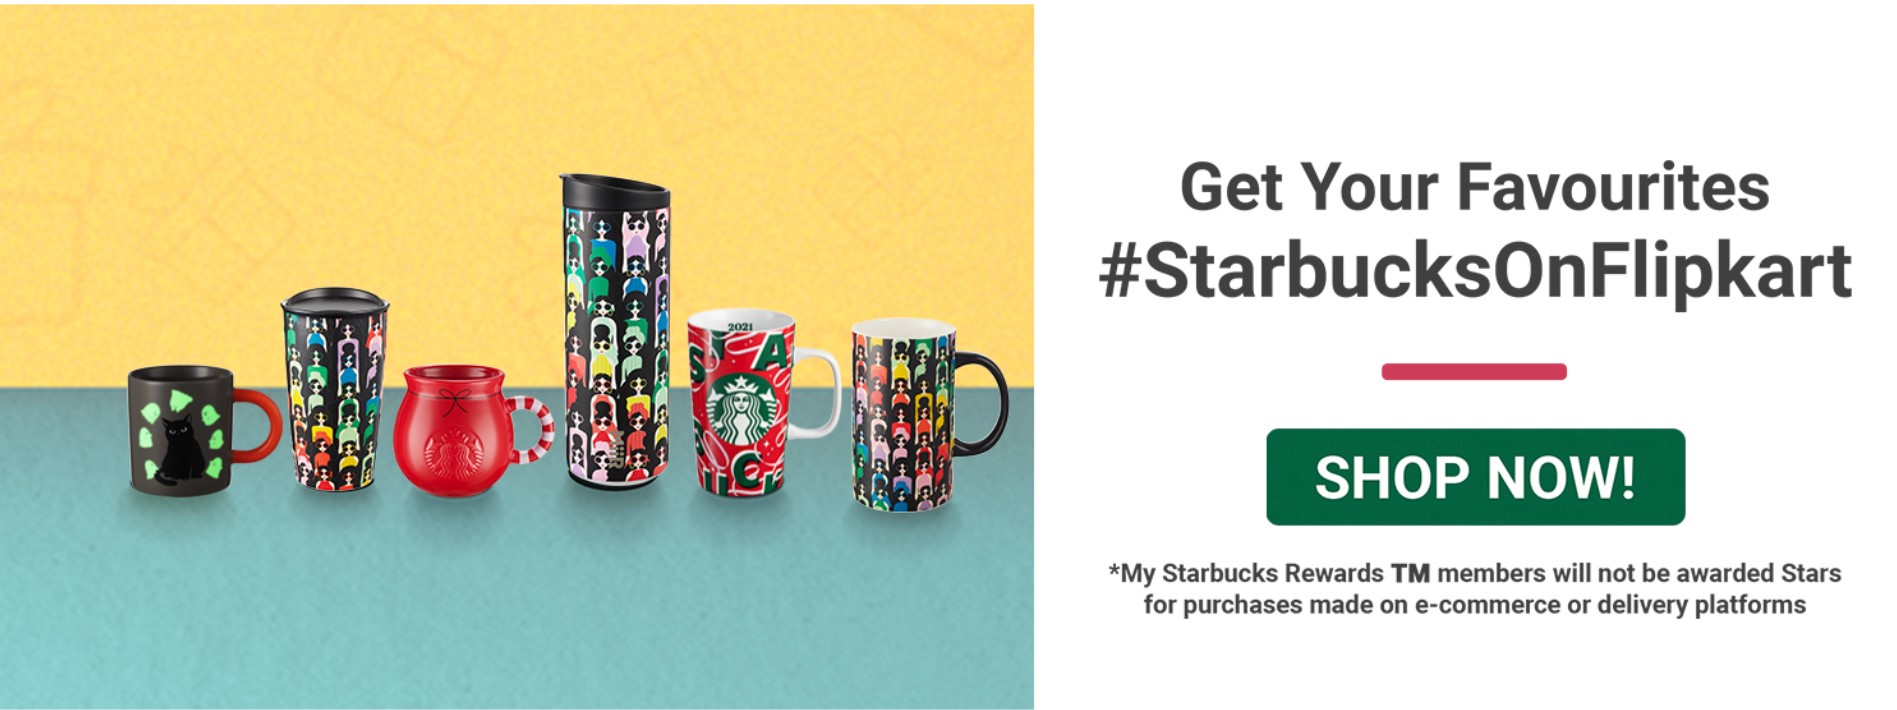 2021
S
A
Get Your Favourites
#StarbucksOnFlipkart
SHOP NOW!
*My Starbucks Rewards TM members will not be awarded Stars
for purchases made on e-commerce or delivery platforms